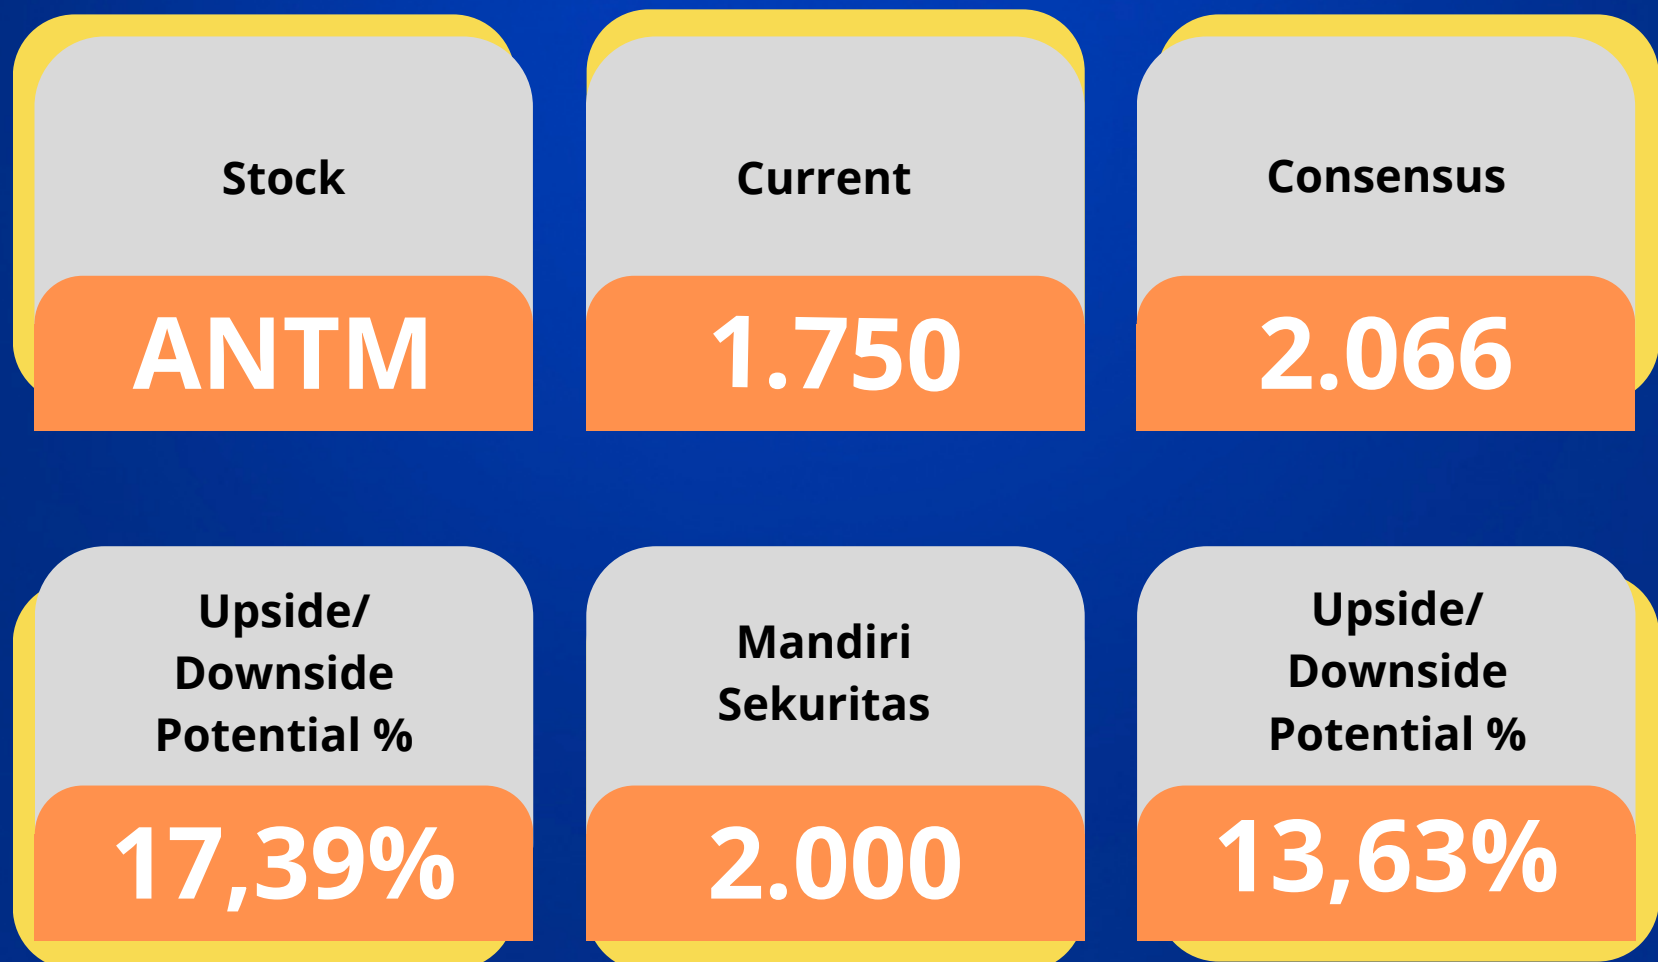 Stock
ANTM
Current
1.750
Consensus
2.066
Upside/
Downside
Potential %
17,39%
Mandiri
Sekuritas
2.000
Upside/
Downside
Potential %
13,63%